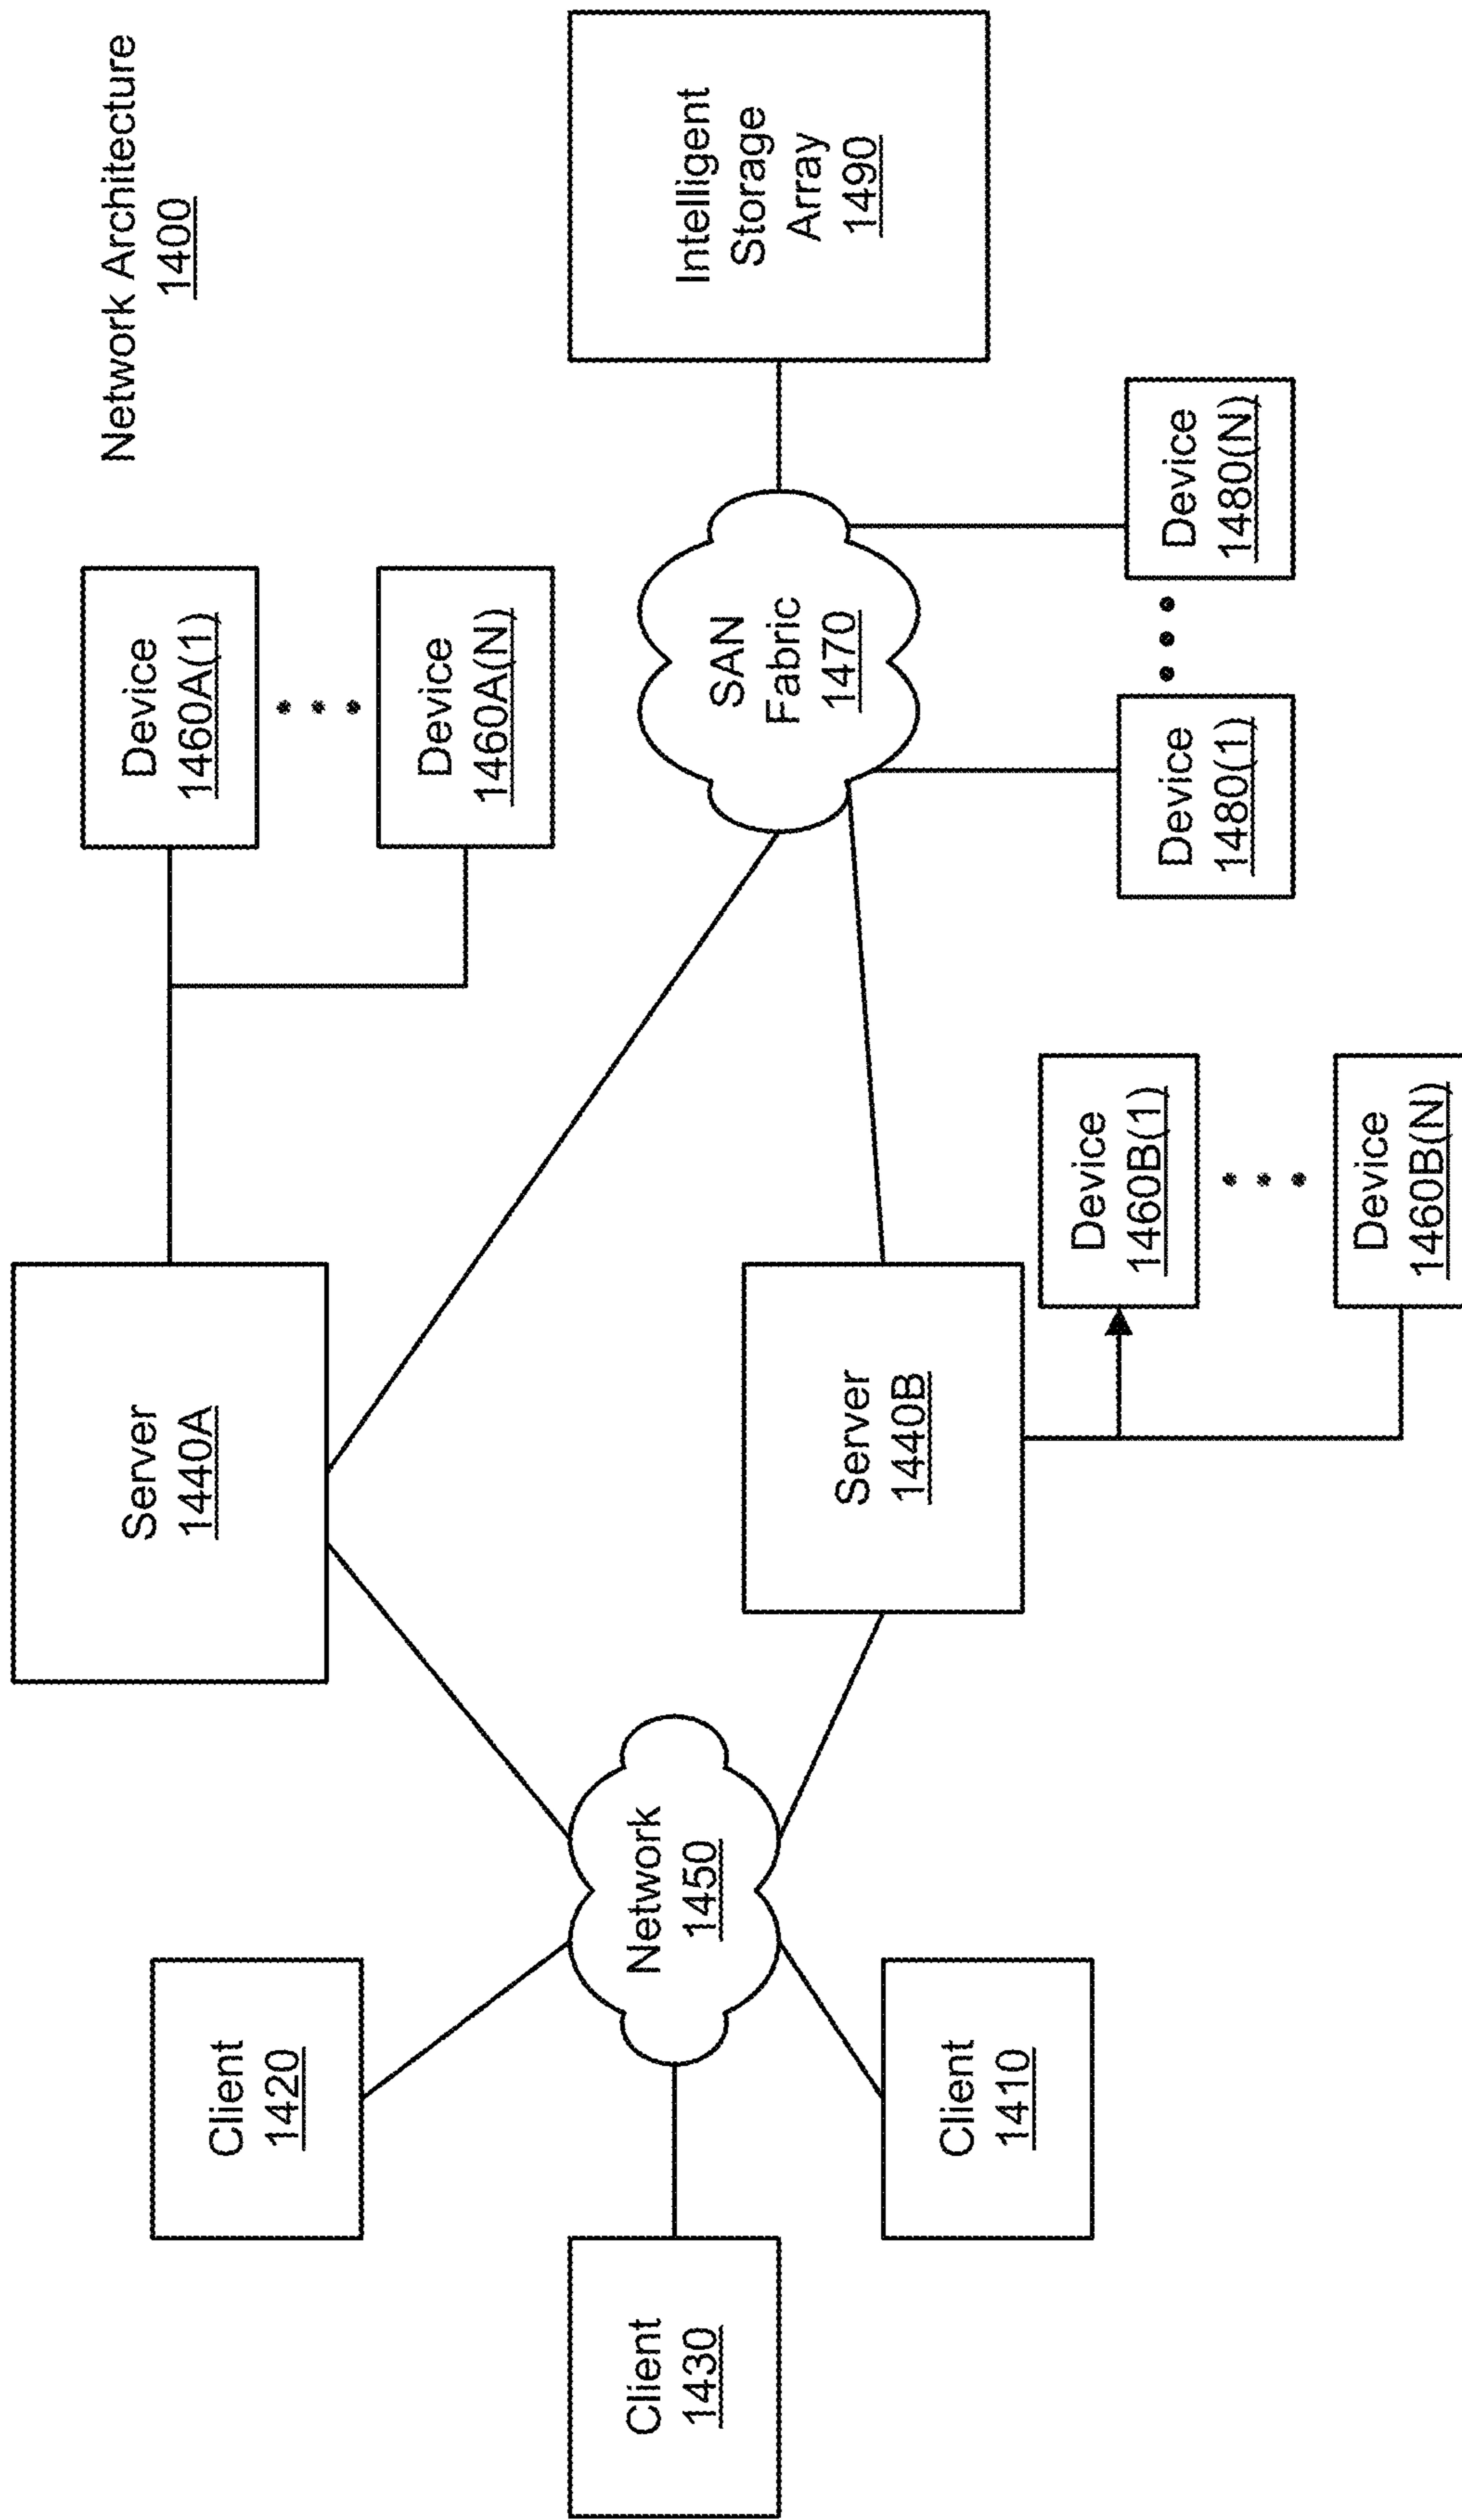 Network Architecture
1400
Client
1430
Client
1420
Client
1410
Network
1450
Server
1440A
Server
1440B
Device
1460A(1)
Device
1460A(N)
Device
1460B(1)
Device
1460B(N)
SAN
Fabric
1470
Device
1480(1)
Device
1480(N)
Intelligent
Storage
Array
1490